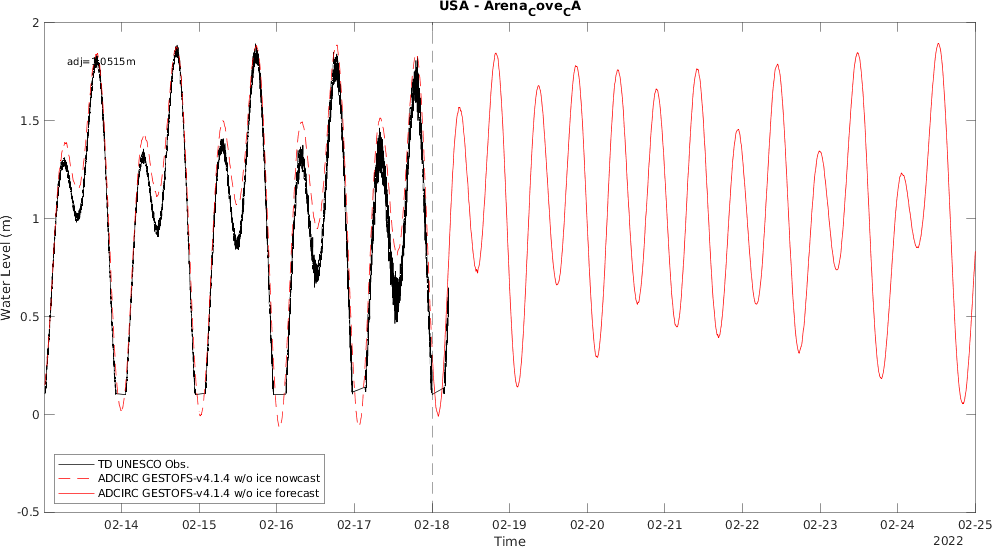 USA - Arena_Cove_CA
2
adj=1.0515m
1.5
1
0.5
0
-0.5
Water Level (m)
TD UNESCO Obs.
ADCIRC GESTOFS-v4.1.4 w/o ice nowcast
ADCIRC GESTOFS-v4.1.4 w/o ice forecast
02-14 02-15 02-16 02-17 02-18 02-19 02-20 02-21 02-22 02-23 02-24 02-25
Time
2022